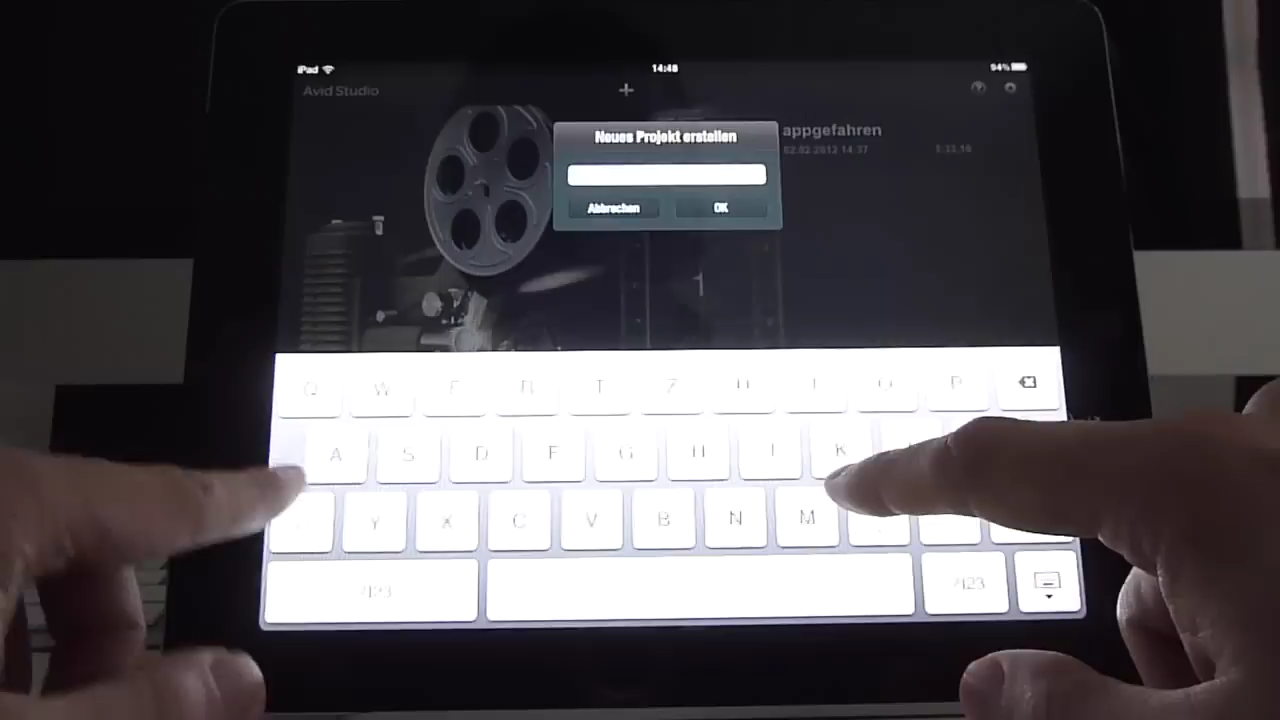 iPad 14:48 94%
Avid Studio +
appgefahren
02.02.2012 14:37
Neues Projekt erstellen
Abbrechen OK
Q W E R T Z U I O P
A S D F G H J K
Y X C V B N M
.?123 .?123